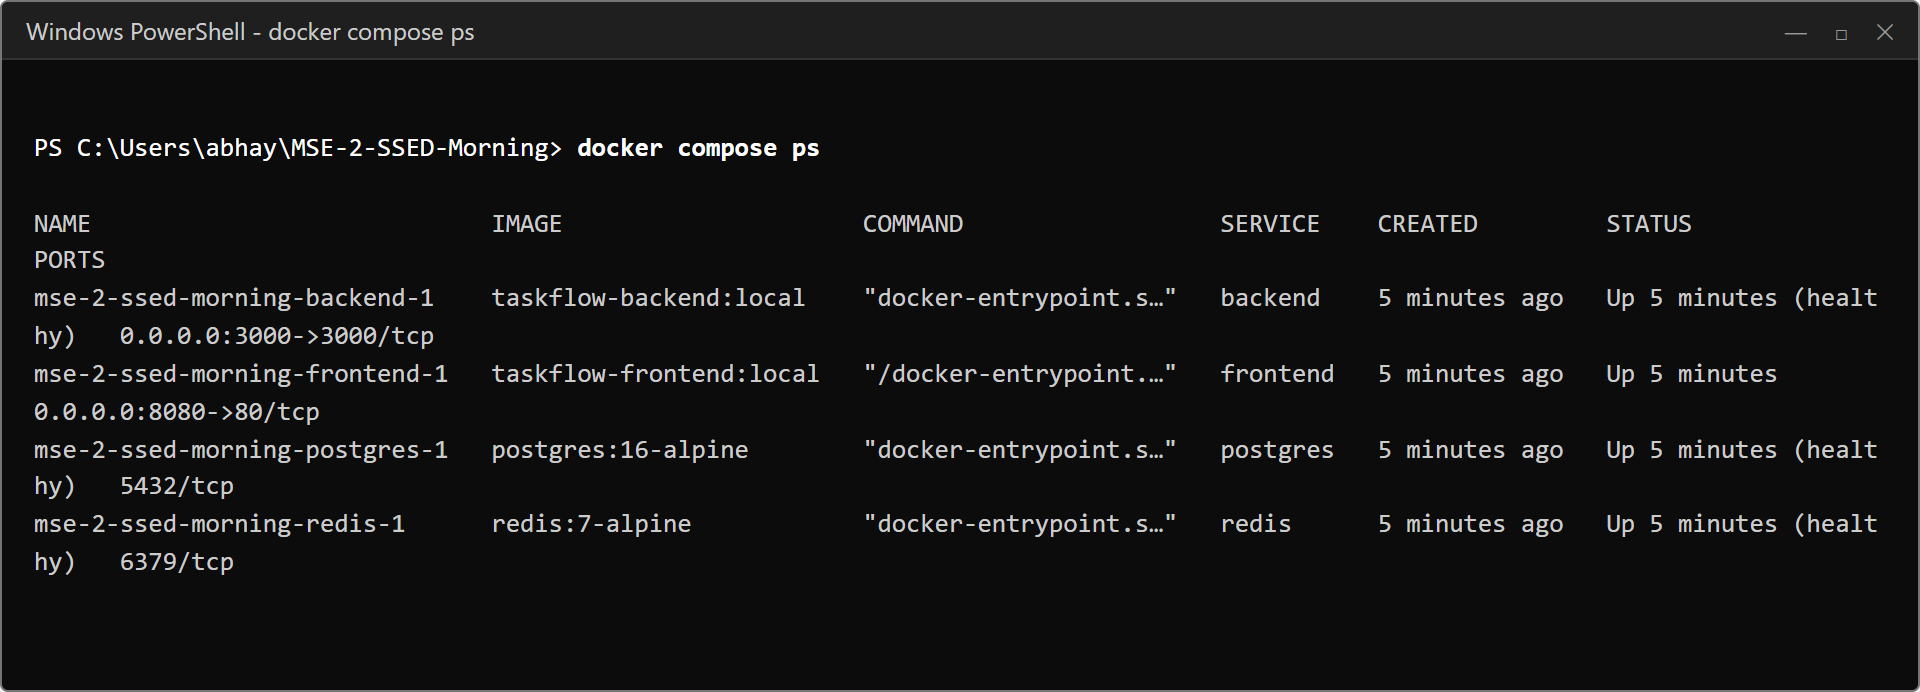 Windows PowerShell - docker compose ps
PS C:\Users\abhay\MSE-2-SSED-Morning> docker compose ps
NAME                            IMAGE                     COMMAND                  SERVICE    CREATED         STATUS
PORTS
mse-2-ssed-morning-backend-1    taskflow-backend:local    "docker-entrypoint.s…"   backend    5 minutes ago   Up 5 minutes (healt
hy)   0.0.0.0:3000->3000/tcp
mse-2-ssed-morning-frontend-1   taskflow-frontend:local   "/docker-entrypoint.…"   frontend   5 minutes ago   Up 5 minutes
0.0.0.0:8080->80/tcp
mse-2-ssed-morning-postgres-1   postgres:16-alpine        "docker-entrypoint.s…"   postgres   5 minutes ago   Up 5 minutes (healt
hy)   5432/tcp
mse-2-ssed-morning-redis-1      redis:7-alpine            "docker-entrypoint.s…"   redis      5 minutes ago   Up 5 minutes (healt
hy)   6379/tcp